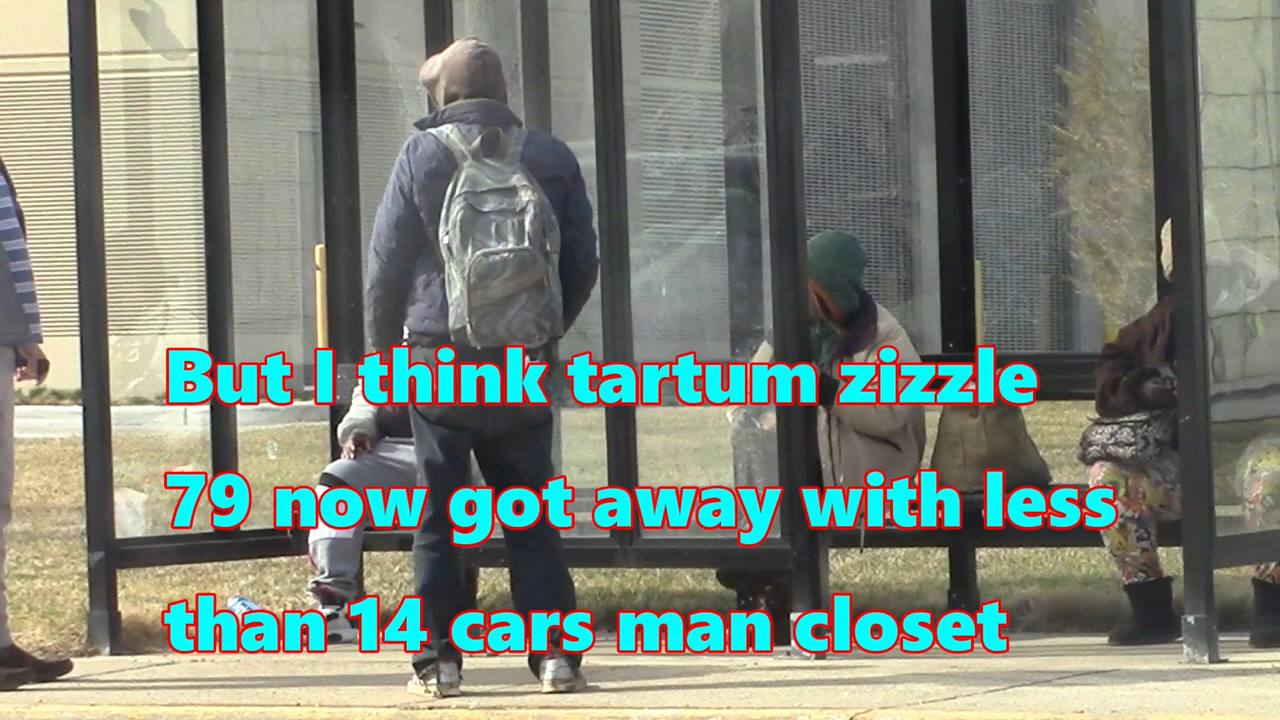 But I think tartum zizzle
79 now got away with less
than 14 cars man closet